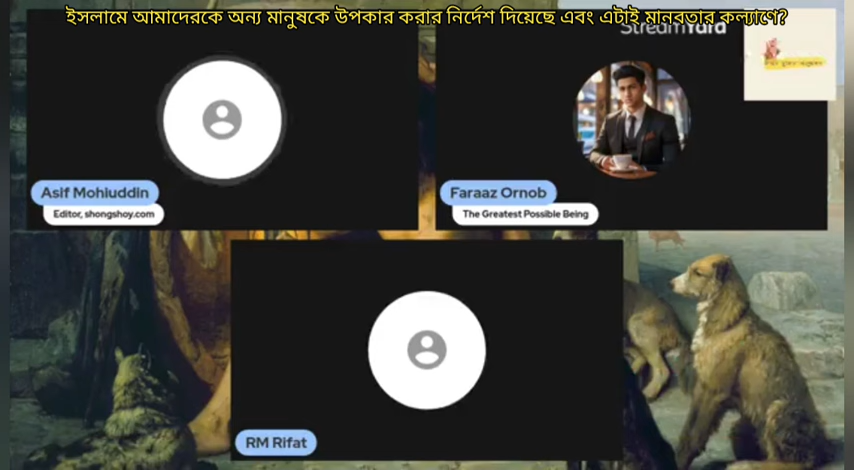 ইসলামে আমাদেরকে অন্য মানুষকে উপকার করার নির্দেশ দিয়েছে এবং এটাই মানবতার কল্যাণে?
StreamYard
Asif Mohiuddin
Editor, shongshoy.com
Faraaz Ornob
The Greatest Possible Being
RM Rifat